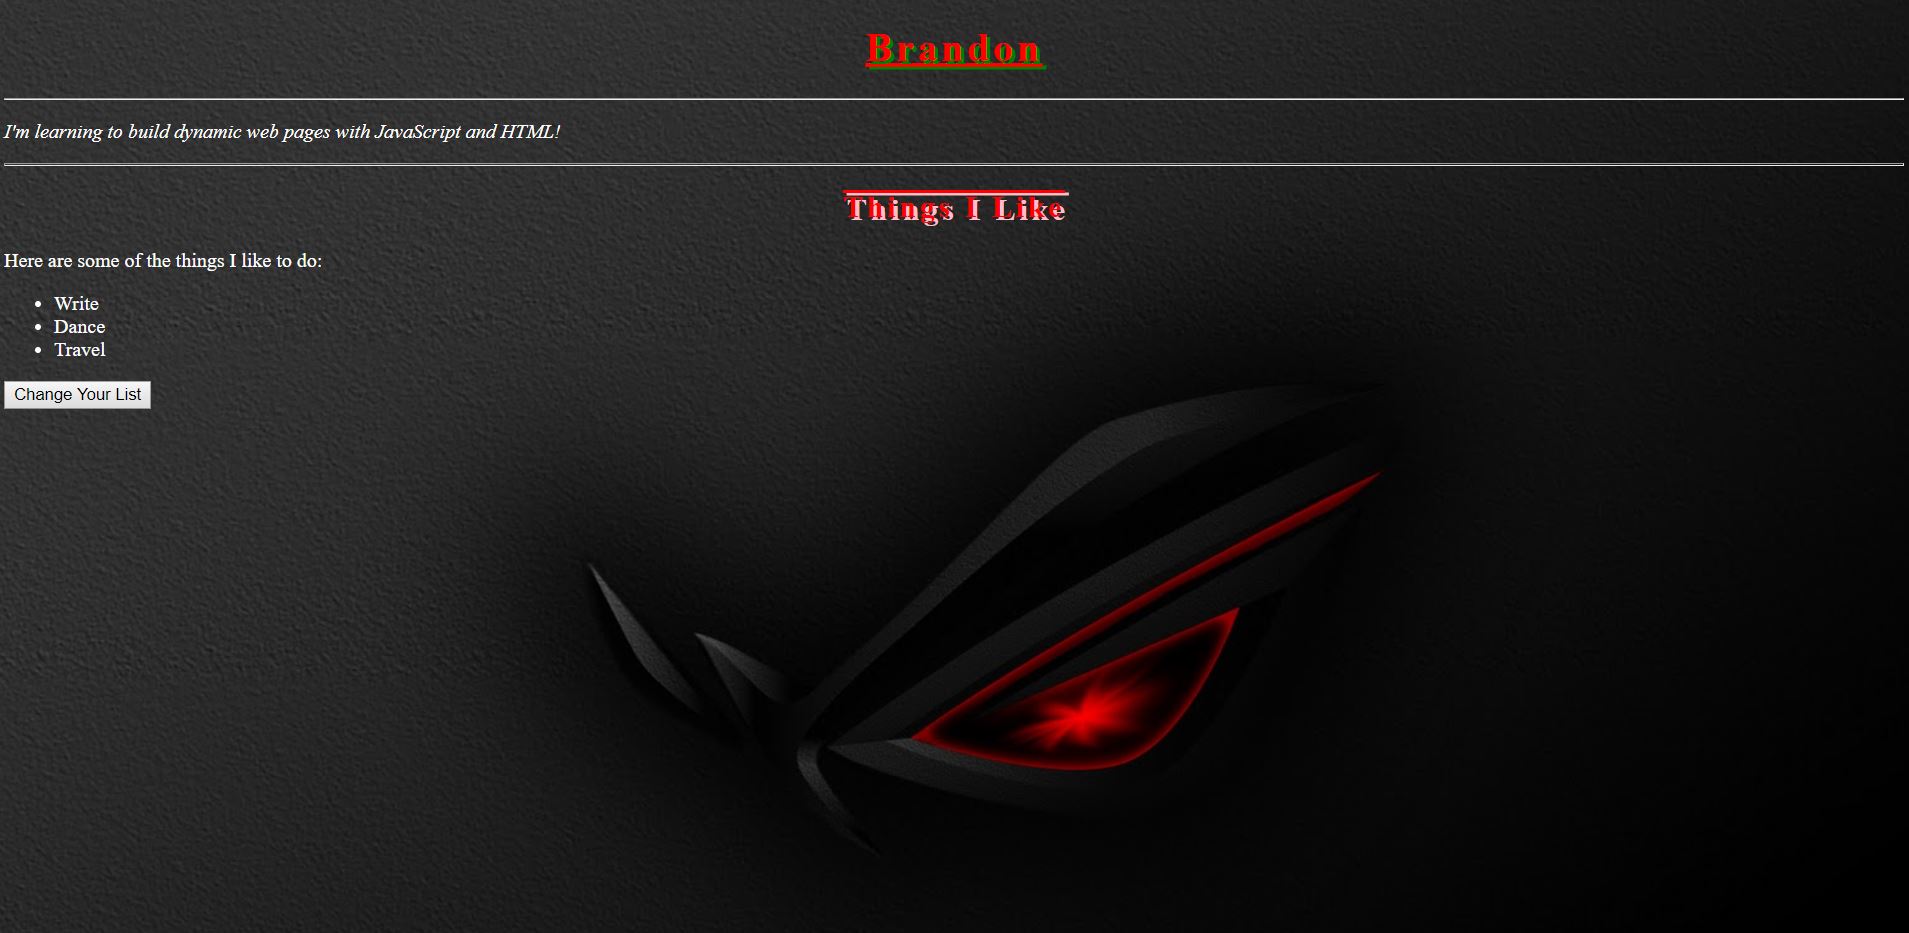 Brandon
I'm learning to build dynamic web pages with JavaScript and HTML!
Things I Like
Here are some of the things I like to do:
Write
Dance
Travel
Change Your List